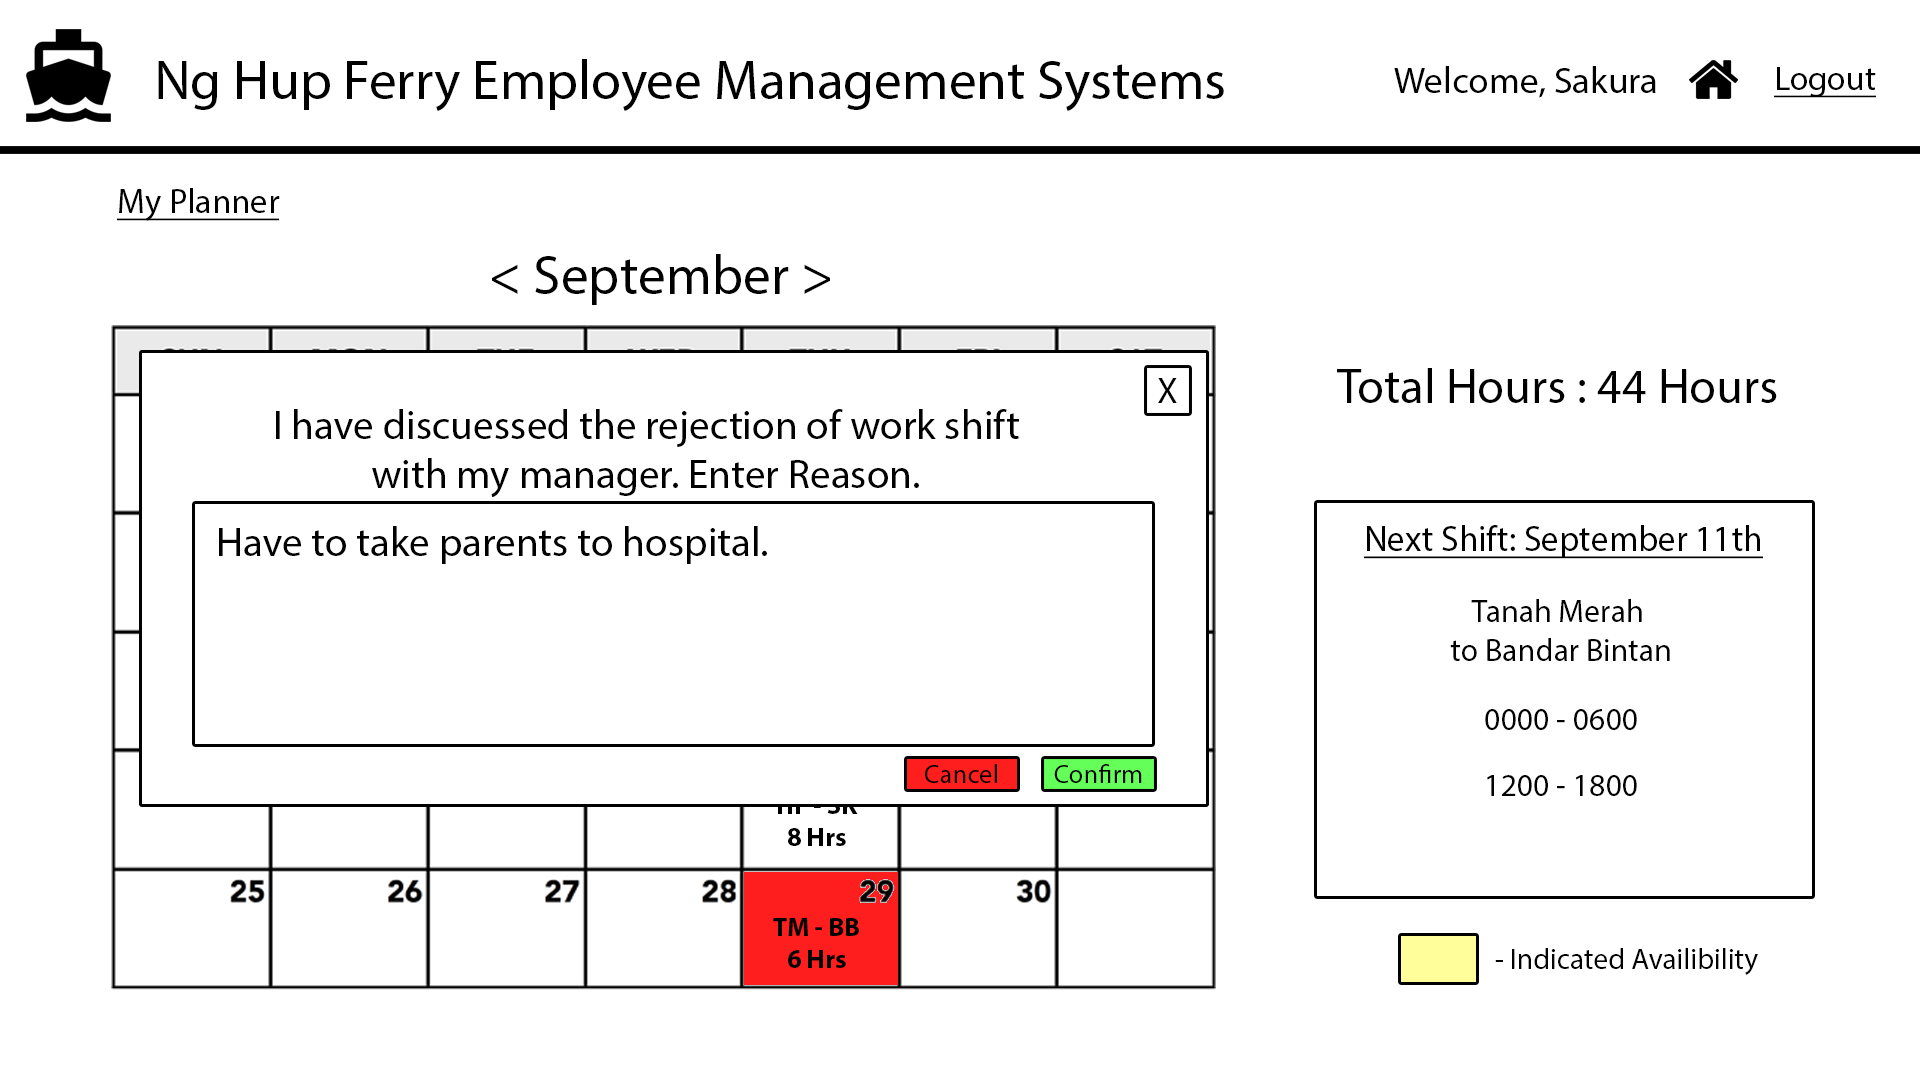 Ng Hup Ferry Employee Management Systems
Welcome, Sakura
Logout
My Planner
< September >
X
I have discuessed the rejection of work shift
with my manager. Enter Reason.
Have to take parents to hospital.
Cancel
Confirm
8 Hrs
25
26
27
28
29
30
TM - BB
6 Hrs
Total Hours : 44 Hours
Next Shift: September 11th
Tanah Merah
to Bandar Bintan
0000 - 0600
1200 - 1800
- Indicated Availibility